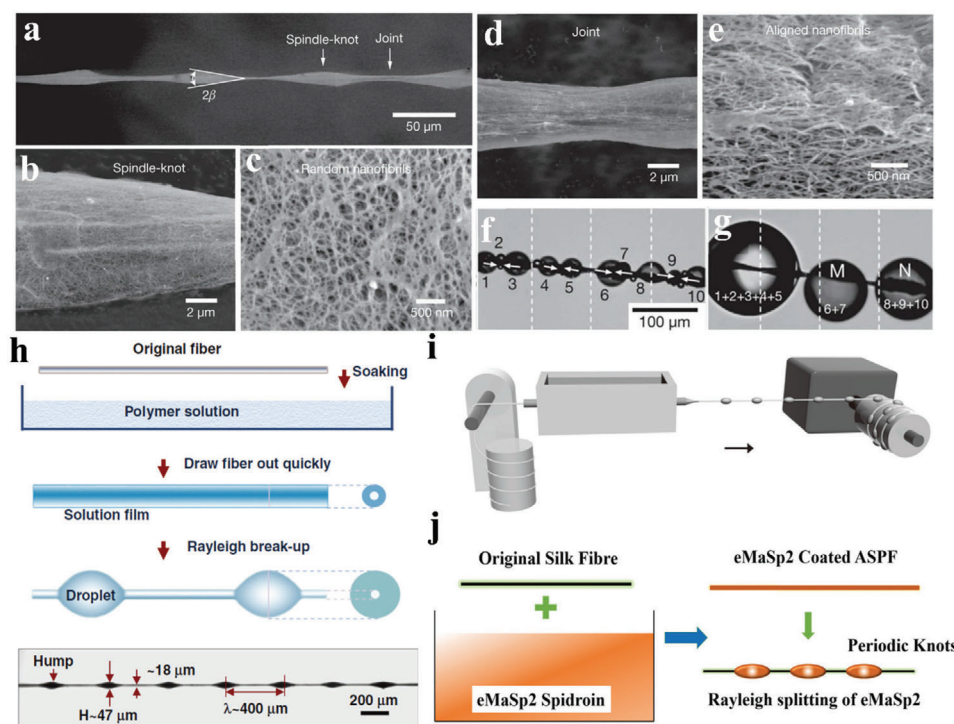 a
Spindle-knot
Joint
2β
50 µm
b
Spindle-knot
2 µm
c
Random nanofibrils
500 nm
d
Joint
2 µm
e
Aligned nanofibrils
500 nm
f
2
7
9
1
3
4
5
6
8
10
100 µm
g
M
N
1+2+3+4+5
6+7
8+9+10
h
Original fiber
Soaking
Polymer solution
Draw fiber out quickly
Solution film
Rayleigh break-up
Droplet
Hump
~18 µm
H~47 µm
λ~400 µm
200 µm
i
j
Original Silk Fibre
eMaSp2 Spidroin
eMaSp2 Coated ASPF
Periodic Knots
Rayleigh splitting of eMaSp2